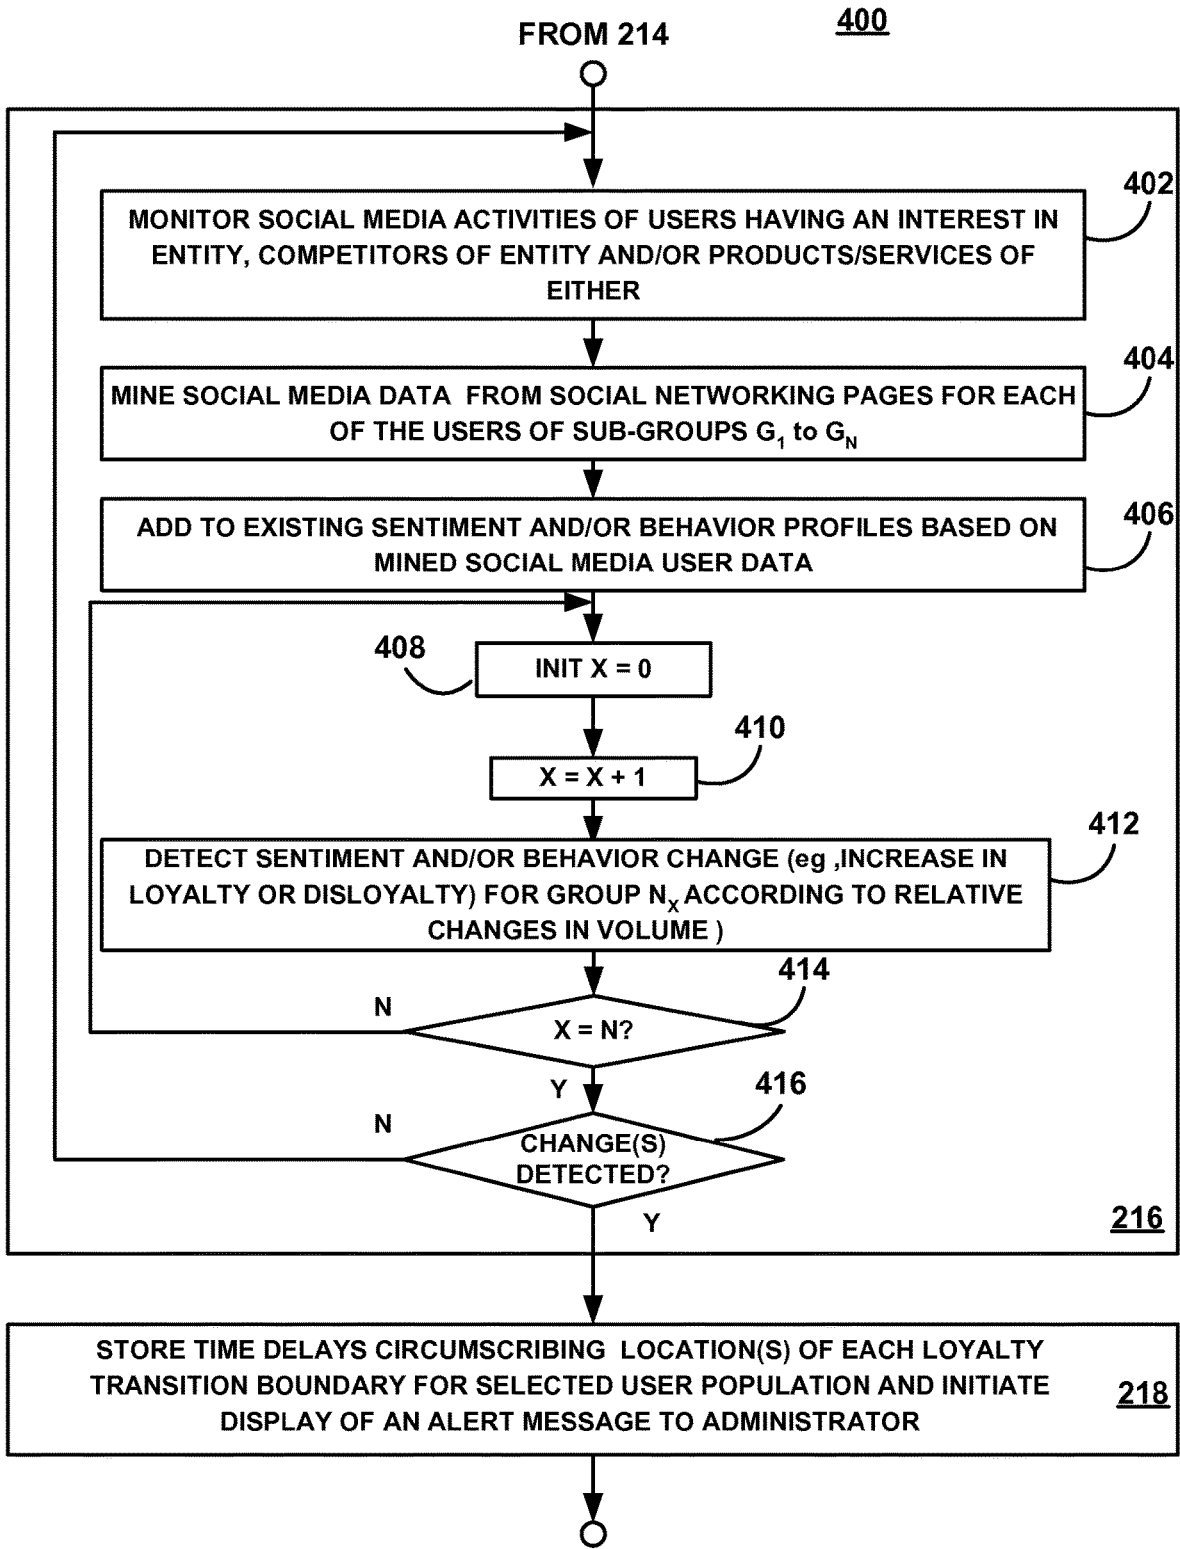 400
FROM 214
402
MONITOR SOCIAL MEDIA ACTIVITIES OF USERS HAVING AN INTEREST IN
ENTITY, COMPETITORS OF ENTITY AND/OR PRODUCTS/SERVICES OF
EITHER
404
MINE SOCIAL MEDIA DATA FROM SOCIAL NETWORKING PAGES FOR EACH
OF THE USERS OF SUB-GROUPS G1 to GN
406
ADD TO EXISTING SENTIMENT AND/OR BEHAVIOR PROFILES BASED ON
MINED SOCIAL MEDIA USER DATA
408
INIT X = 0
410
X = X + 1
412
DETECT SENTIMENT AND/OR BEHAVIOR CHANGE (eg ,INCREASE IN
LOYALTY OR DISLOYALTY) FOR GROUP NX ACCORDING TO RELATIVE
CHANGES IN VOLUME )
414
N
X = N?
Y
416
N
CHANGE(S)
DETECTED?
Y
216
STORE TIME DELAYS CIRCUMSCRIBING LOCATION(S) OF EACH LOYALTY
TRANSITION BOUNDARY FOR SELECTED USER POPULATION AND INITIATE
DISPLAY OF AN ALERT MESSAGE TO ADMINISTRATOR
218